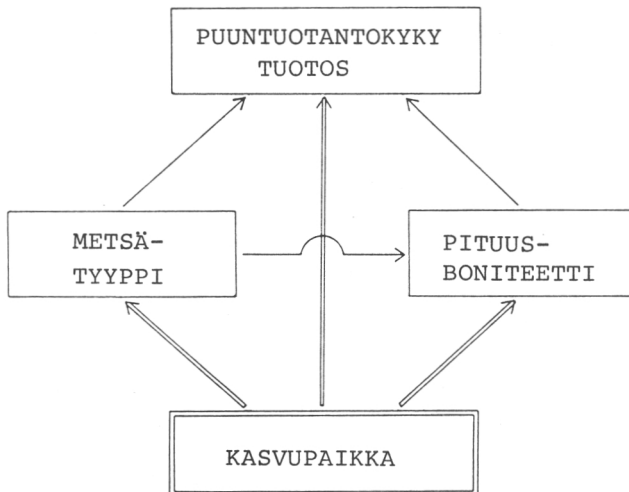 PUUNTUOTANTOKYKY
TUOTOS
METSÄ-
TYYPPI
PITUUS-
BONITEETTI
KASVUPAIKKA